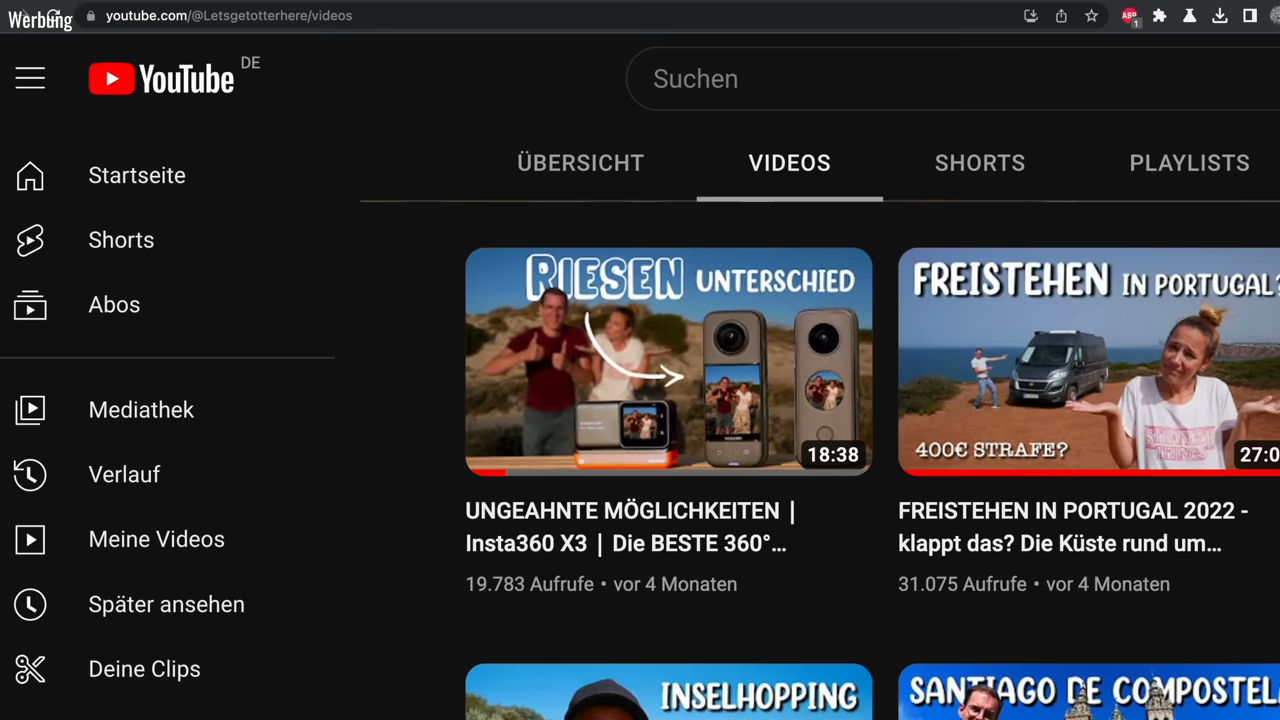 Werbung
youtube.com/@Letsgetotterhere/videos
ABP
1
YouTube DE
Suchen
ÜBERSICHT
VIDEOS
SHORTS
PLAYLISTS
Startseite
Shorts
Abos
Mediathek
Verlauf
Meine Videos
Später ansehen
Deine Clips
RIESEN UNTERSCHIED
18:38
UNGEAHNTE MÖGLICHKEITEN |
Insta360 X3 | Die BESTE 360°...
19.783 Aufrufe • vor 4 Monaten
FREISTEHEN IN PORTUGAL?
400€ STRAFE?
27:0
FREISTEHEN IN PORTUGAL 2022 -
klappt das? Die Küste rund um...
31.075 Aufrufe • vor 4 Monaten
INSELHOPPING
SANTIAGO DE COMPOSTELA